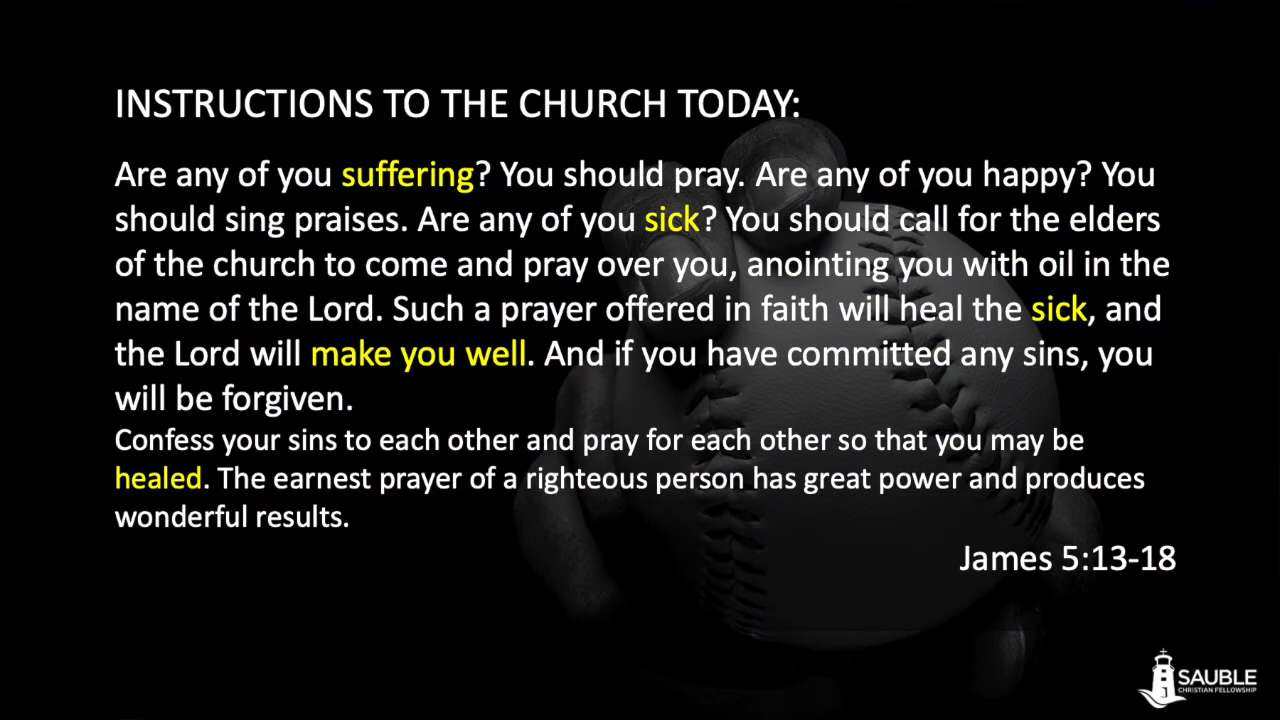 INSTRUCTIONS TO THE CHURCH TODAY:
Are any of you suffering? You should pray. Are any of you happy? You
should sing praises. Are any of you sick? You should call for the elders
of the church to come and pray over you, anointing you with oil in the
name of the Lord. Such a prayer offered in faith will heal the sick, and
the Lord will make you well. And if you have committed any sins, you
will be forgiven.
Confess your sins to each other and pray for each other so that you may be
healed. The earnest prayer of a righteous person has great power and produces
wonderful results.
James 5:13-18
SAUBLE
CHRISTIAN FELLOWSHIP